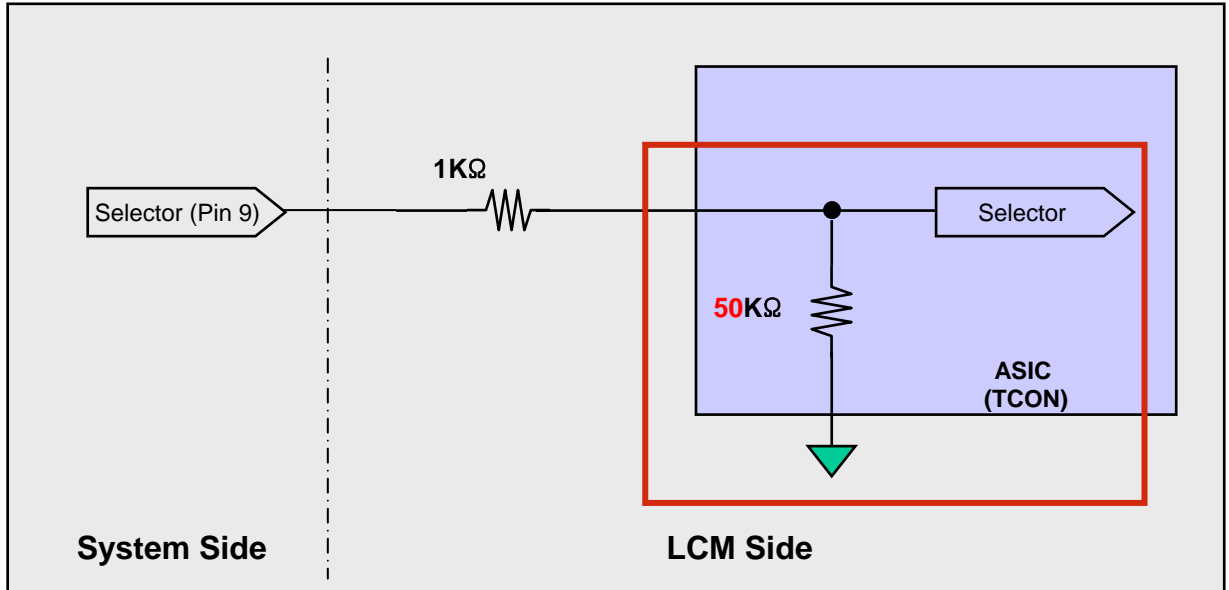 1KΩ
Selector (Pin 9)
Selector
50KΩ
ASIC
(TCON)
System Side
LCM Side